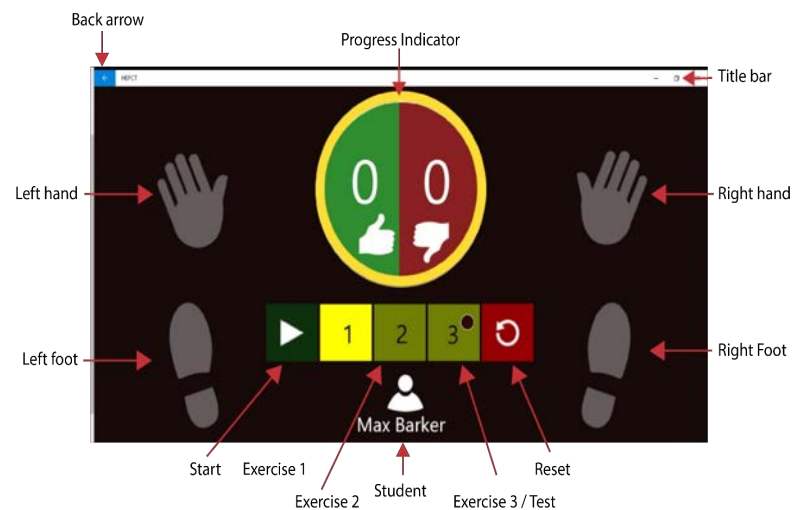 Back arrow
Progress Indicator
Title bar
HEPCT
0 0
Left hand
Right hand
1 2 3
Left foot
Right Foot
Max Barker
Start
Exercise 1
Reset
Student
Exercise 2
Exercise 3 / Test